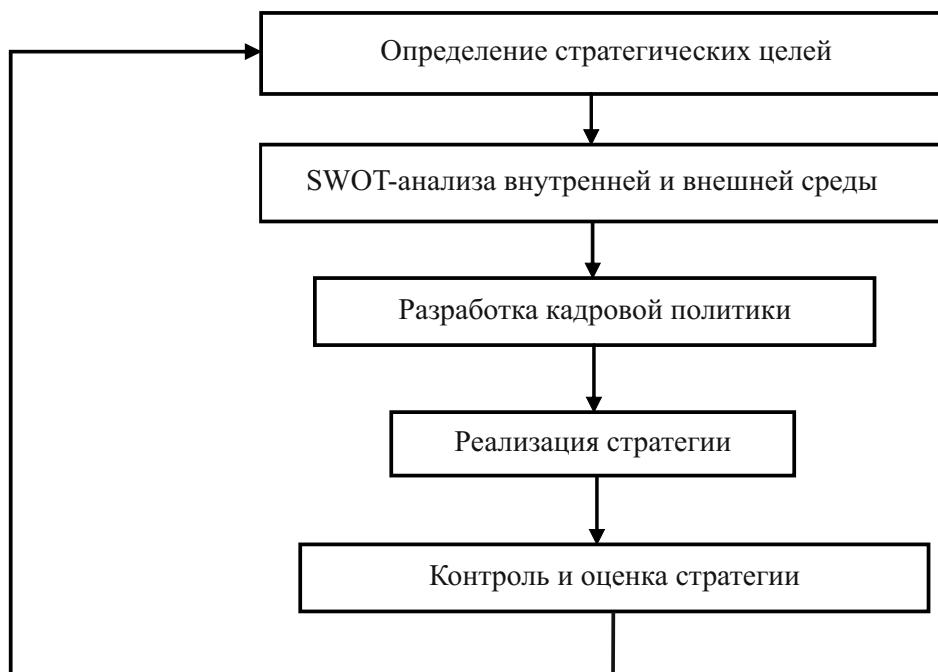 Определение стратегических целей
SWOT-анализа внутренней и внешней среды
Разработка кадровой политики
Реализация стратегии
Контроль и оценка стратегии